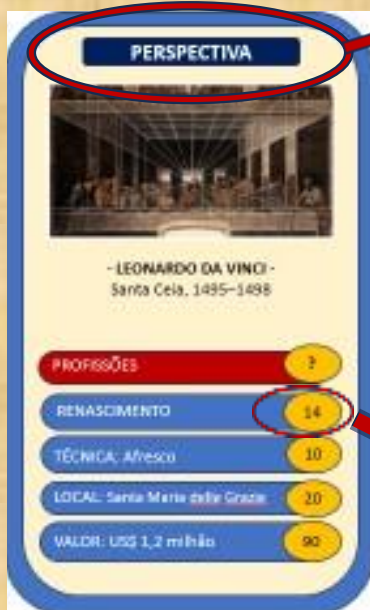 PERSPECTIVA
- LEONARDO DA VINCI -
Santa Ceia, 1495–1498
PROFISSÕES ?
RENASCIMENTO 14
TÉCNICA: Afresco 10
LOCAL: Santa Maria delle Grazie 20
VALOR: US$ 1,2 milhão 90